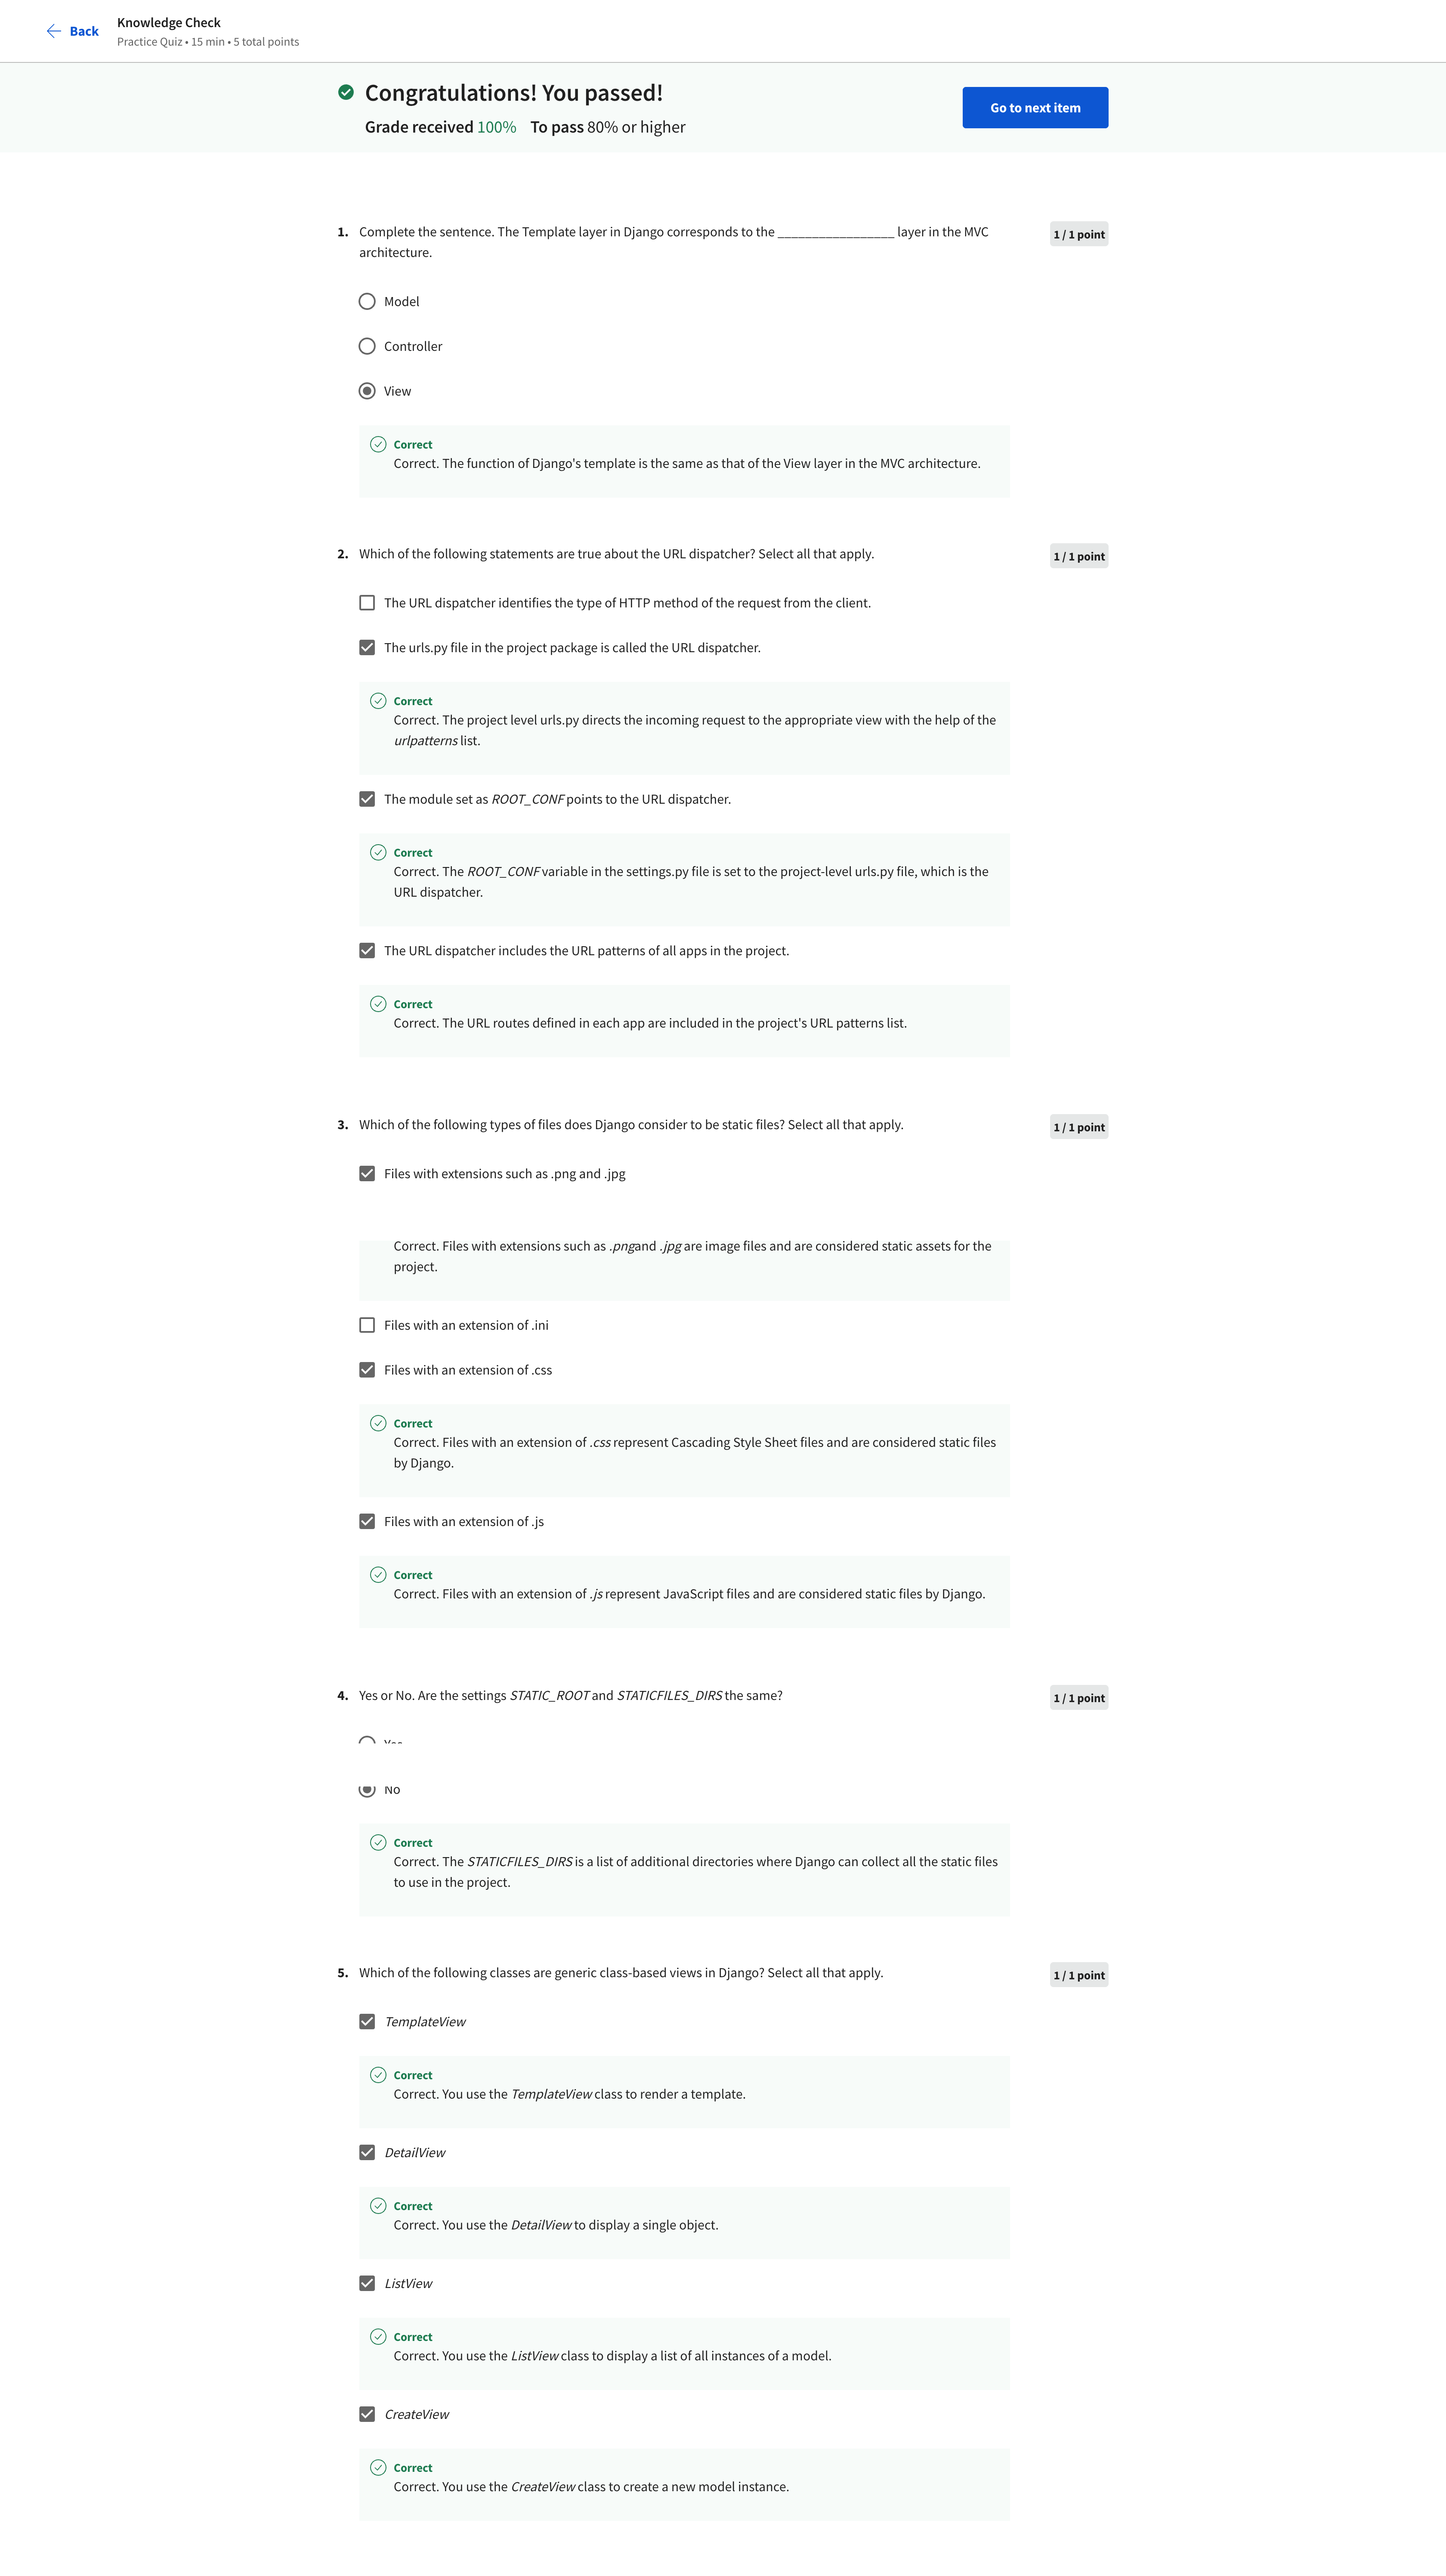 Back
Knowledge Check
Practice Quiz • 15 min • 5 total points
Congratulations! You passed!
Grade received 100% To pass 80% or higher
Go to next item
1. Complete the sentence. The Template layer in Django corresponds to the _________________ layer in the MVC
architecture.
1 / 1 point
Model
Controller
View
Correct
Correct. The function of Django's template is the same as that of the View layer in the MVC architecture.
2. Which of the following statements are true about the URL dispatcher? Select all that apply.
1 / 1 point
The URL dispatcher identifies the type of HTTP method of the request from the client.
The urls.py file in the project package is called the URL dispatcher.
Correct
Correct. The project level urls.py directs the incoming request to the appropriate view with the help of the
urlpatterns list.
The module set as ROOT_CONF points to the URL dispatcher.
Correct
Correct. The ROOT_CONF variable in the settings.py file is set to the project-level urls.py file, which is the
URL dispatcher.
The URL dispatcher includes the URL patterns of all apps in the project.
Correct
Correct. The URL routes defined in each app are included in the project's URL patterns list.
3. Which of the following types of files does Django consider to be static files? Select all that apply.
1 / 1 point
Files with extensions such as .png and .jpg
Correct. Files with extensions such as .pngand .jpg are image files and are considered static assets for the
project.
Files with an extension of .ini
Files with an extension of .css
Correct
Correct. Files with an extension of .css represent Cascading Style Sheet files and are considered static files
by Django.
Files with an extension of .js
Correct
Correct. Files with an extension of .js represent JavaScript files and are considered static files by Django.
4. Yes or No. Are the settings STATIC_ROOT and STATICFILES_DIRS the same?
1 / 1 point
Yes
No
Correct
Correct. The STATICFILES_DIRS is a list of additional directories where Django can collect all the static files
to use in the project.
5. Which of the following classes are generic class-based views in Django? Select all that apply.
1 / 1 point
TemplateView
Correct
Correct. You use the TemplateView class to render a template.
DetailView
Correct
Correct. You use the DetailView to display a single object.
ListView
Correct
Correct. You use the ListView class to display a list of all instances of a model.
CreateView
Correct
Correct. You use the CreateView class to create a new model instance.